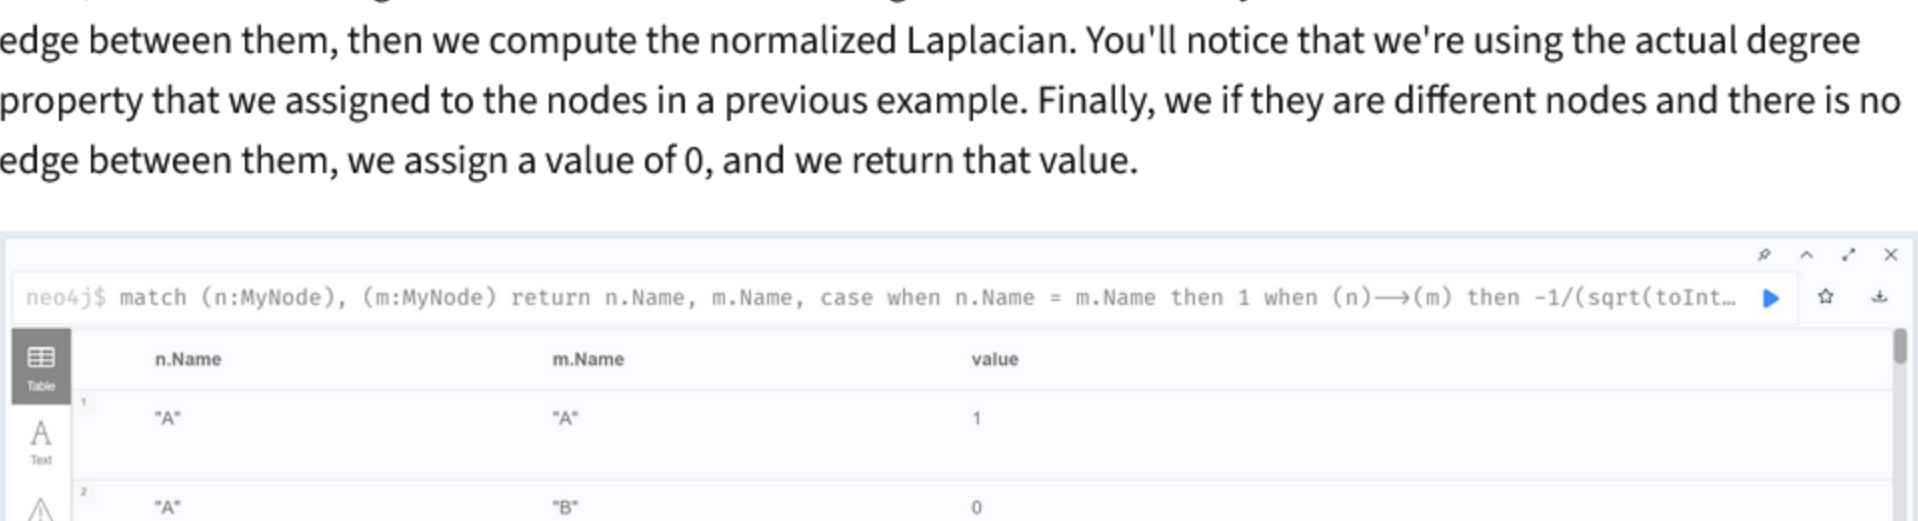 edge between them, then we compute the normalized Laplacian. You'll notice that we're using the actual degree
property that we assigned to the nodes in a previous example. Finally, we if they are different nodes and there is no
edge between them, we assign a value of 0, and we return that value.
neo4j$ match (n:MyNode), (m:MyNode) return n.Name, m.Name, case when n.Name = m.Name then 1 when (n)⟶(m) then -1/(sqrt(toInt…
Table
n.Name m.Name value
1 "A" "A" 1
A
Text
2 "A" "B" 0